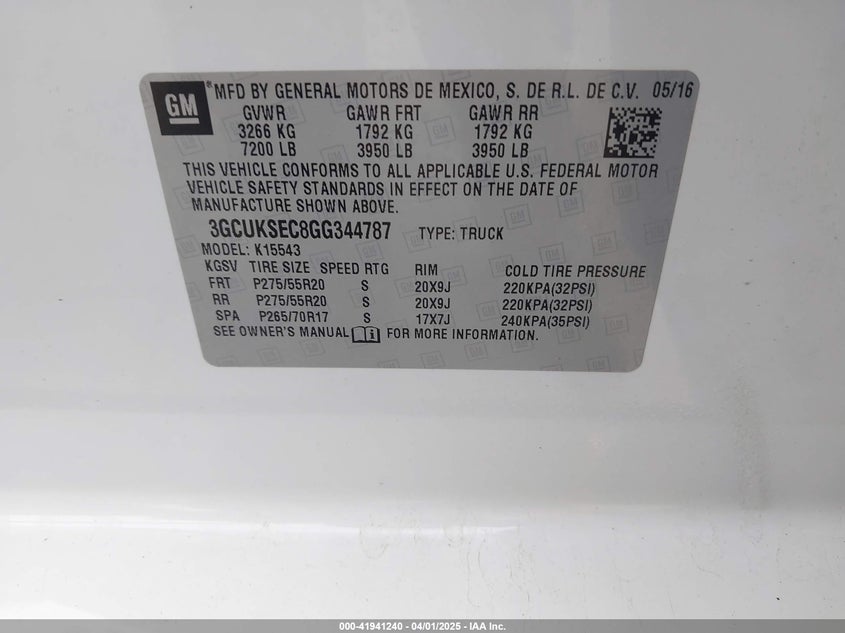 GM
MFD BY GENERAL MOTORS DE MEXICO, S. DE R.L. DE C.V. 05/16
GVWR GAWR FRT GAWR RR
3266 KG 1792 KG 1792 KG
7200 LB 3950 LB 3950 LB
THIS VEHICLE CONFORMS TO ALL APPLICABLE U.S. FEDERAL MOTOR
VEHICLE SAFETY STANDARDS IN EFFECT ON THE DATE OF
MANUFACTURE SHOWN ABOVE.
3GCUKSEC8GG344787 TYPE: TRUCK
MODEL: K15543
KGSV TIRE SIZE SPEED RTG RIM COLD TIRE PRESSURE
FRT P275/55R20 S 20X9J 220KPA(32PSI)
RR P275/55R20 S 20X9J 220KPA(32PSI)
SPA P265/70R17 S 17X7J 240KPA(35PSI)
SEE OWNER'S MANUAL FOR MORE INFORMATION.
000-41941240 - 04/01/2025 - IAA Inc.